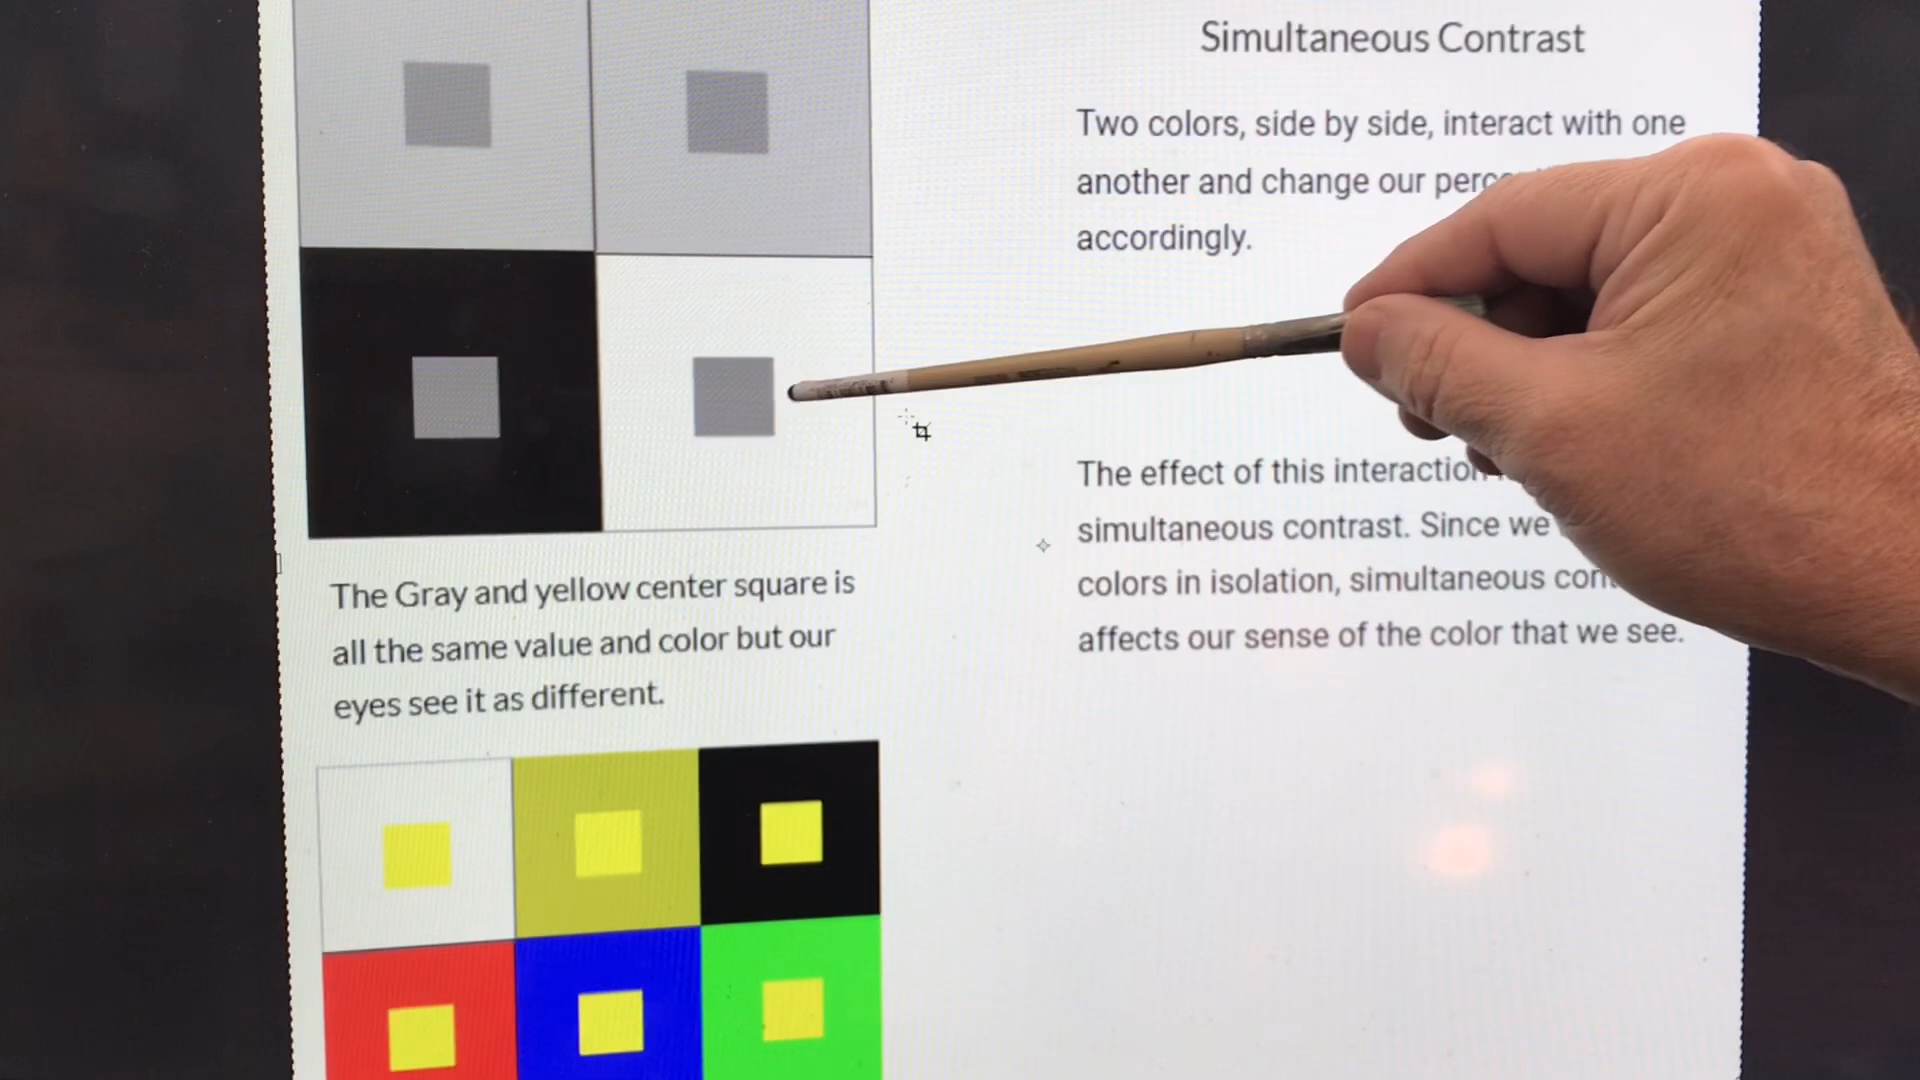 Simultaneous Contrast
Two colors, side by side, interact with one
another and change our
accordingly.
The effect of this interaction
simultaneous contrast. Since we
colors in isolation, simultaneous
affects our sense of the color that we see.
The Gray and yellow center square is
all the same value and color but our
eyes see it as different.